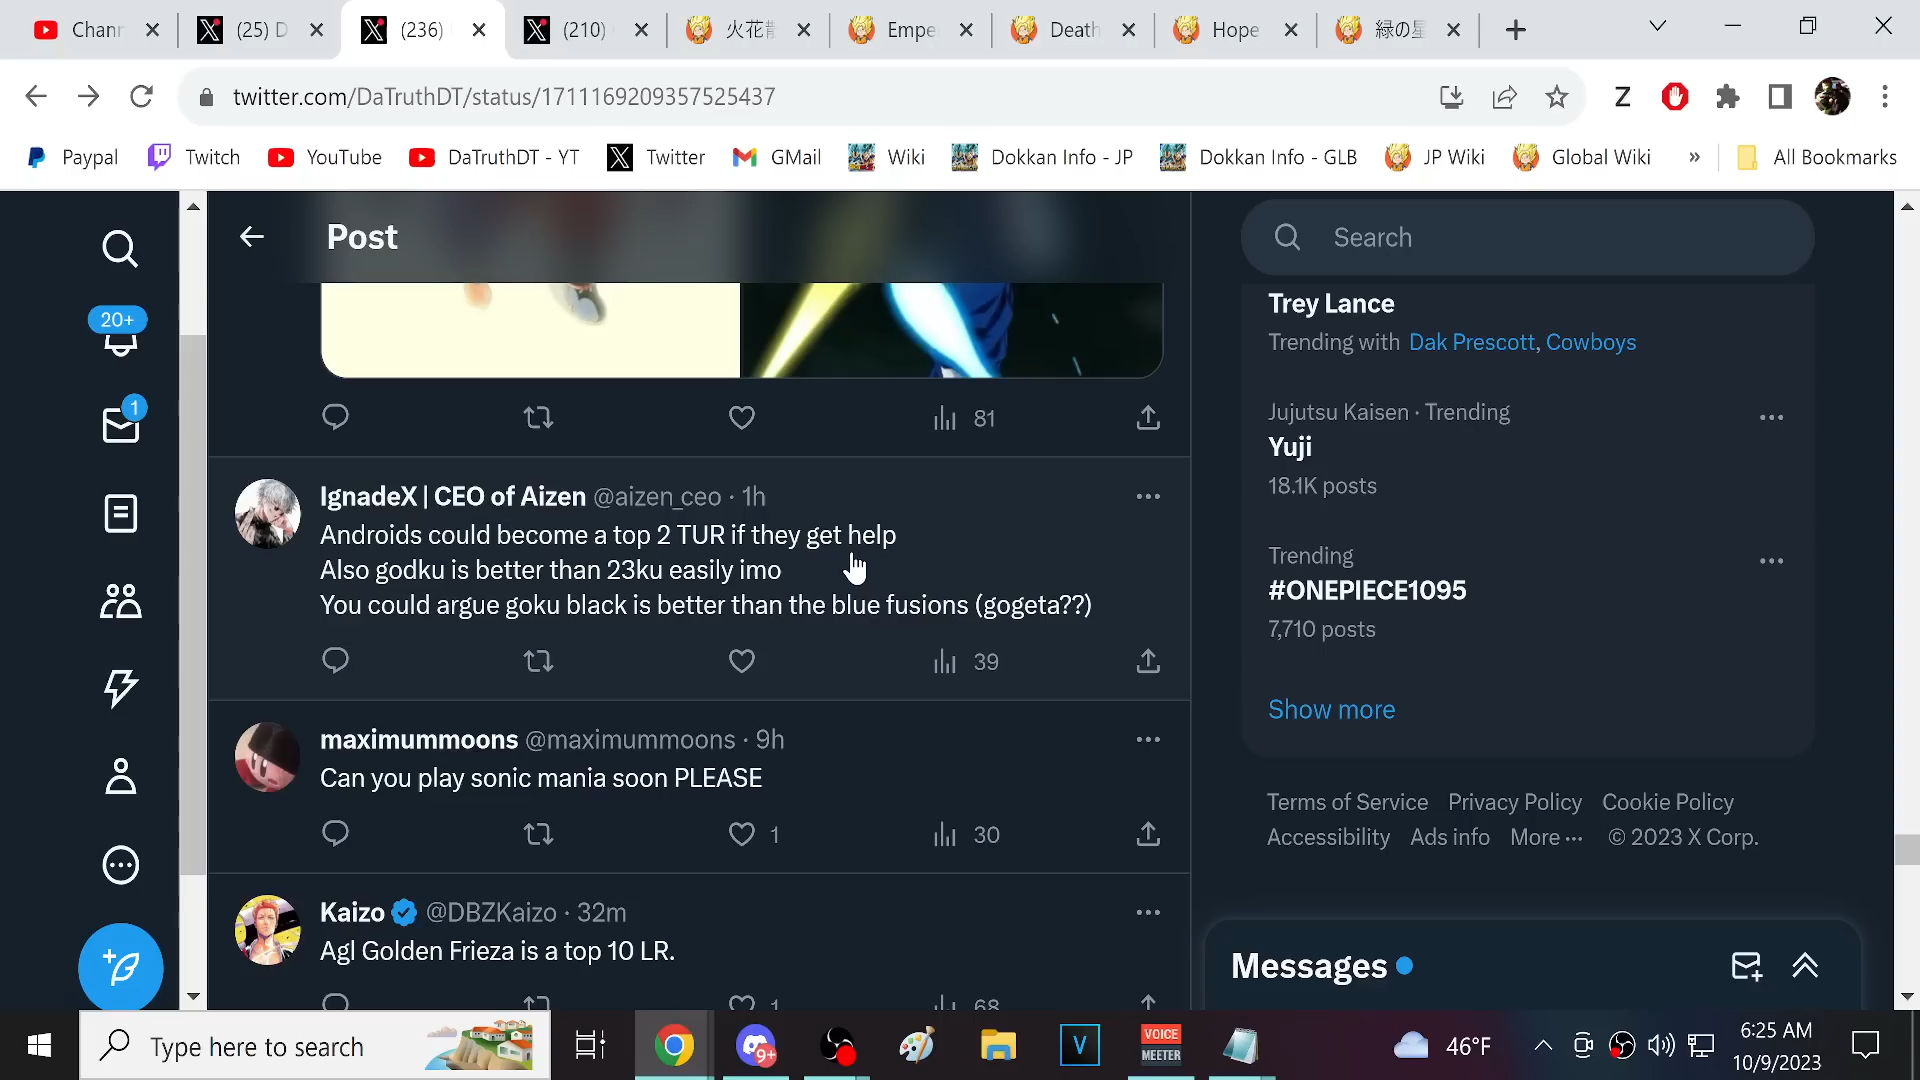 Chann
(25) D
(236)
(210)
火花散
Empe
Death
Hope
緑の星
twitter.com/DaTruthDT/status/1711169209357525437
Z
Paypal
Twitch
YouTube
DaTruthDT - YT
Twitter
GMail
Wiki
Dokkan Info - JP
Dokkan Info - GLB
JP Wiki
Global Wiki
»
All Bookmarks
20+
1
Post
81
IgnadeX | CEO of Aizen @aizen_ceo · 1h
Androids could become a top 2 TUR if they get help
Also godku is better than 23ku easily imo
You could argue goku black is better than the blue fusions (gogeta??)
39
maximummoons @maximummoons · 9h
Can you play sonic mania soon PLEASE
1
30
Kaizo @DBZKaizo · 32m
Agl Golden Frieza is a top 10 LR.
1
68
Search
Trey Lance
Trending with Dak Prescott, Cowboys
Jujutsu Kaisen · Trending
Yuji
18.1K posts
Trending
#ONEPIECE1095
7,710 posts
Show more
Terms of Service Privacy Policy Cookie Policy
Accessibility Ads info More ··· © 2023 X Corp.
Messages
Type here to search
9+
V
VOICE
MEETER
46°F
6:25 AM
10/9/2023